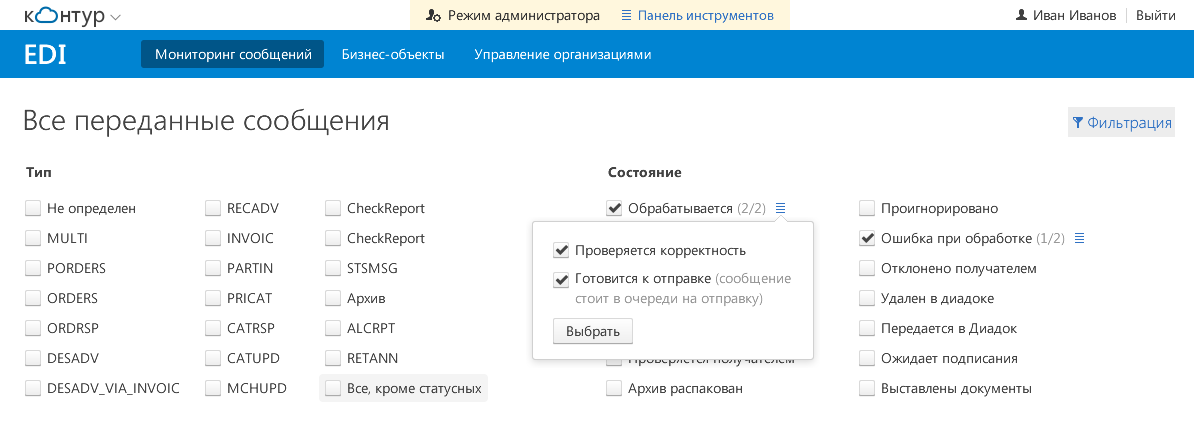 контур
Режим администратора
Панель инструментов
Иван Иванов
Выйти
EDI
Мониторинг сообщений
Бизнес-объекты
Управление организациями
Все переданные сообщения
Фильтрация
Тип
Не определен
MULTI
PORDERS
ORDERS
ORDRSP
DESADV
DESADV_VIA_INVOIC
RECADV
INVOIC
PARTIN
PRICAT
CATRSP
CATUPD
MCHUPD
CheckReport
CheckReport
STSMSG
Архив
ALCRPT
RETANN
Все, кроме статусных
Состояние
Обрабатывается (2/2)
Проверяется корректность
Готовится к отправке (сообщение
стоит в очереди на отправку)
Выбрать
Проверяется получателем
Архив распакован
Проигнорировано
Ошибка при обработке (1/2)
Отклонено получателем
Удален в диадоке
Передается в Диадок
Ожидает подписания
Выставлены документы